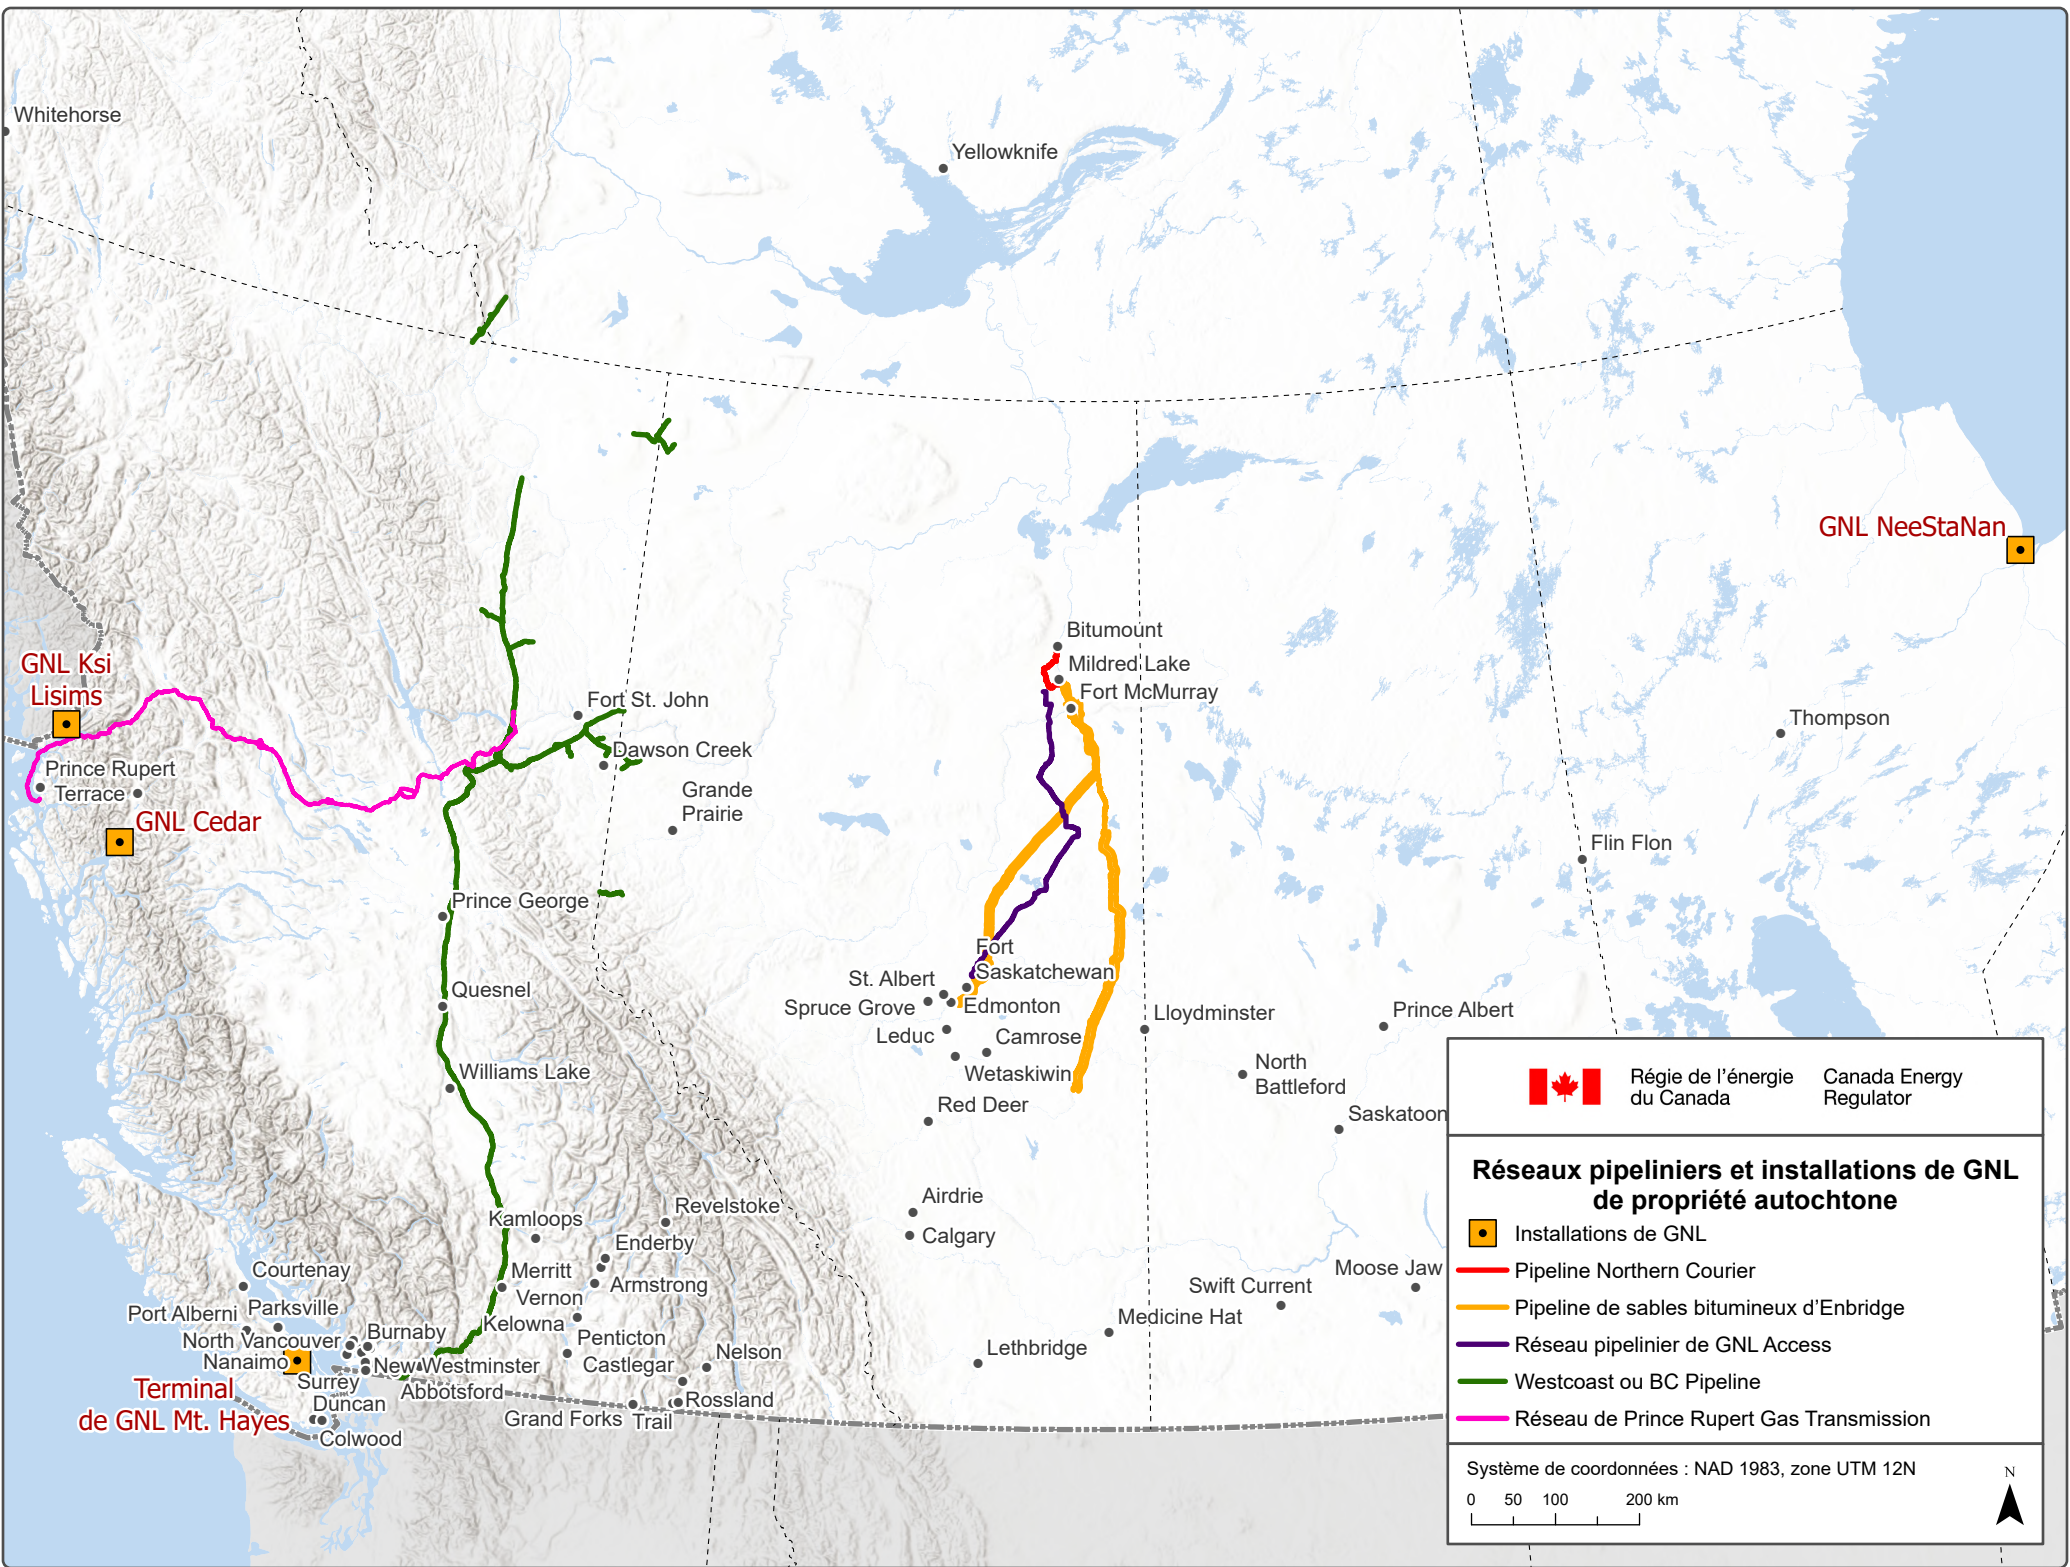 Whitehorse
Yellowknife
GNL NeeStaNan
Bitumount
Mildred Lake
Fort McMurray
GNL Ksi
Lisims
Fort St. John
Thompson
Dawson Creek
Prince Rupert
Terrace
Grande
Prairie
GNL Cedar
Flin Flon
Prince George
Fort
Saskatchewan
St. Albert
Spruce Grove
Edmonton
Quesnel
Leduc
Camrose
Lloydminster
Prince Albert
Wetaskiwin
North
Battleford
Williams Lake
Red Deer
Saskatoon
Airdrie
Calgary
Revelstoke
Kamloops
Enderby
Courtenay
Merritt
Armstrong
Vernon
Moose Jaw
Swift Current
Port Alberni
Parksville
Medicine Hat
Kelowna
North Vancouver
Burnaby
Penticton
Nanaimo
New Westminster
Castlegar
Nelson
Lethbridge
Surrey
Terminal
de GNL Mt. Hayes
Abbotsford
Duncan
Rossland
Grand Forks
Trail
Colwood
Régie de l'énergie
du Canada
Canada Energy
Regulator
Réseaux pipeliniers et installations de GNL
de propriété autochtone
Installations de GNL
Pipeline Northern Courier
Pipeline de sables bitumineux d'Enbridge
Réseau pipelinier de GNL Access
Westcoast ou BC Pipeline
Réseau de Prince Rupert Gas Transmission
Système de coordonnées : NAD 1983, zone UTM 12N
N
0 50 100 200 km